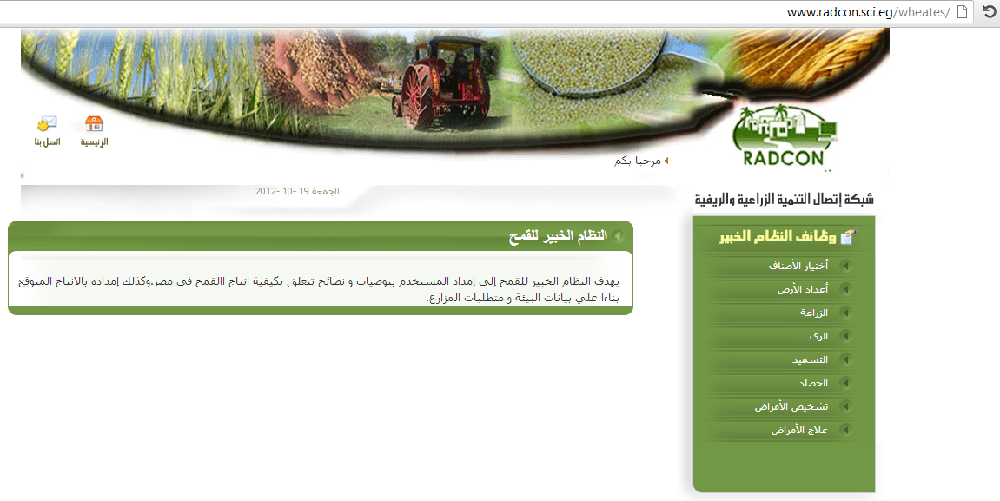 www.radcon.sci.eg/wheates/
الرئيسية
اتصل بنا
RADCON
مرحبا بكم
الجمعة 19 -10 -2012
شبكة إتصال التنمية الزراعية والريفية
وظائف النظام الخبير
أختيار الأصناف
أعداد الأرض
الزراعة
الرى
التسميد
الحصاد
تشخيص الأمراض
علاج الأمراض
النظام الخبير للقمح
يهدف النظام الخبير للقمح إلي إمداد المستخدم بتوصيات و نصائح تتعلق بكيفية انتاج االقمح في مصر.وكذلك إمداده بالانتاج المتوقع
بناءا علي بيانات البيئة و متطلبات المزارع.